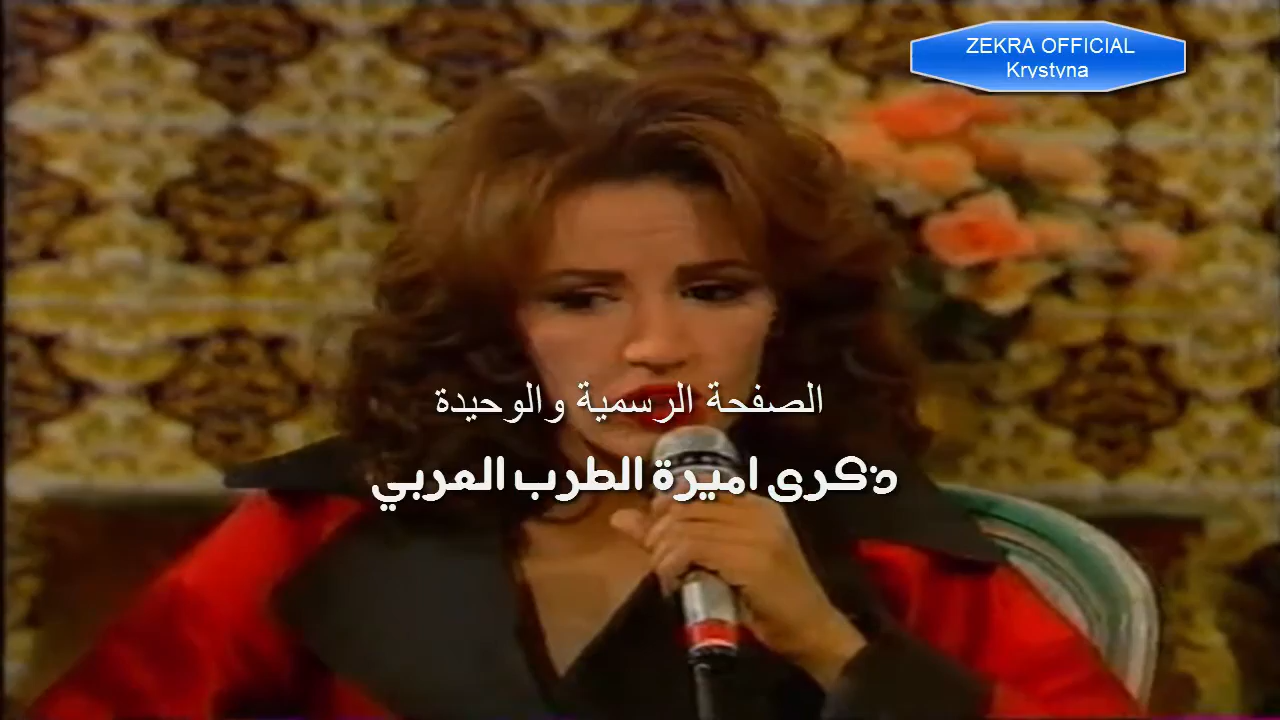 ZEKRA OFFICIAL
Krystyna
الصفحة الرسمية والوحيدة
ذكرى اميرة الطرب العربي